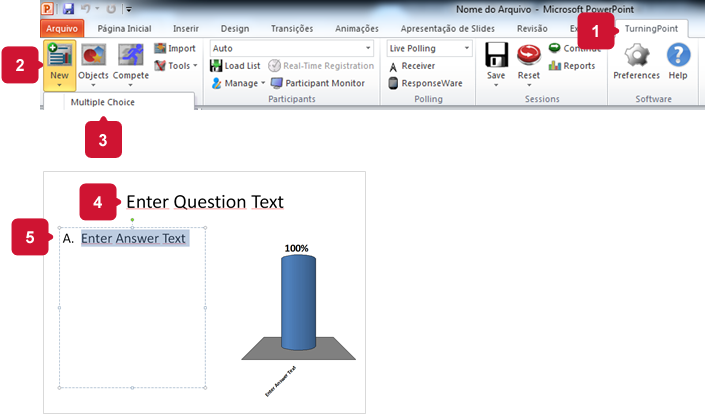 Nome do Arquivo - Microsoft PowerPoint
Arquivo Página Inicial Inserir Design Transições Animações Apresentação de Slides Revisão TurningPoint
1
2
New
Objects
Compete
Import
Tools
Auto
Load List Real-Time Registration
Manage Participant Monitor
Participants
Live Polling
Receiver
ResponseWare
Polling
Save
Reset
Continue
Reports
Sessions
Preferences
Help
Software
Multiple Choice
3
4
Enter Question Text
5
A. Enter Answer Text
100%
Enter Answer Text